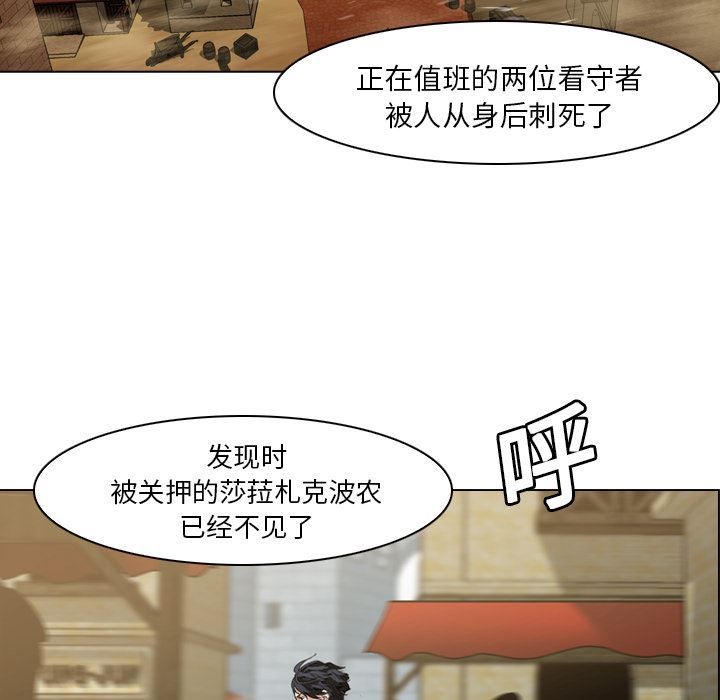 正在值班的两位看守者
被人从身后刺死了
呼
发现时
被关押的莎菈札克波农
已经不见了